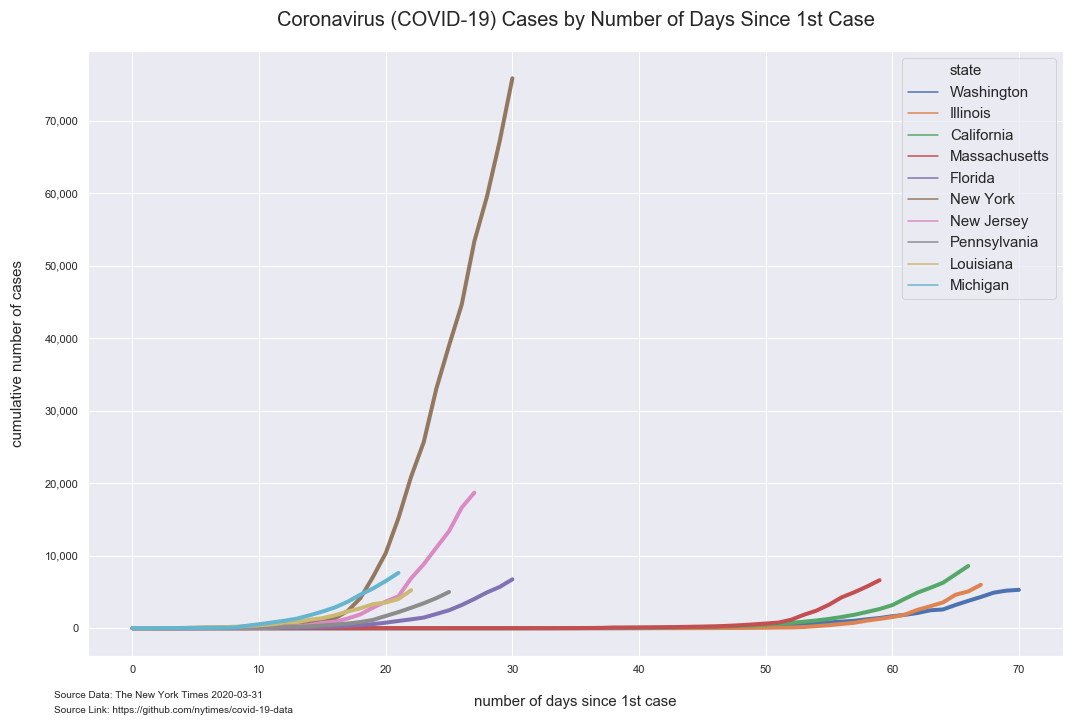 Coronavirus (COVID-19) Cases by Number of Days Since 1st Case
state
Washington
Illinois
California
Massachusetts
Florida
New York
New Jersey
Pennsylvania
Louisiana
Michigan
cumulative number of cases
70,000
60,000
50,000
40,000
30,000
20,000
10,000
0
0 10 20 30 40 50 60 70
number of days since 1st case
Source Data: The New York Times 2020-03-31
Source Link: https://github.com/nytimes/covid-19-data